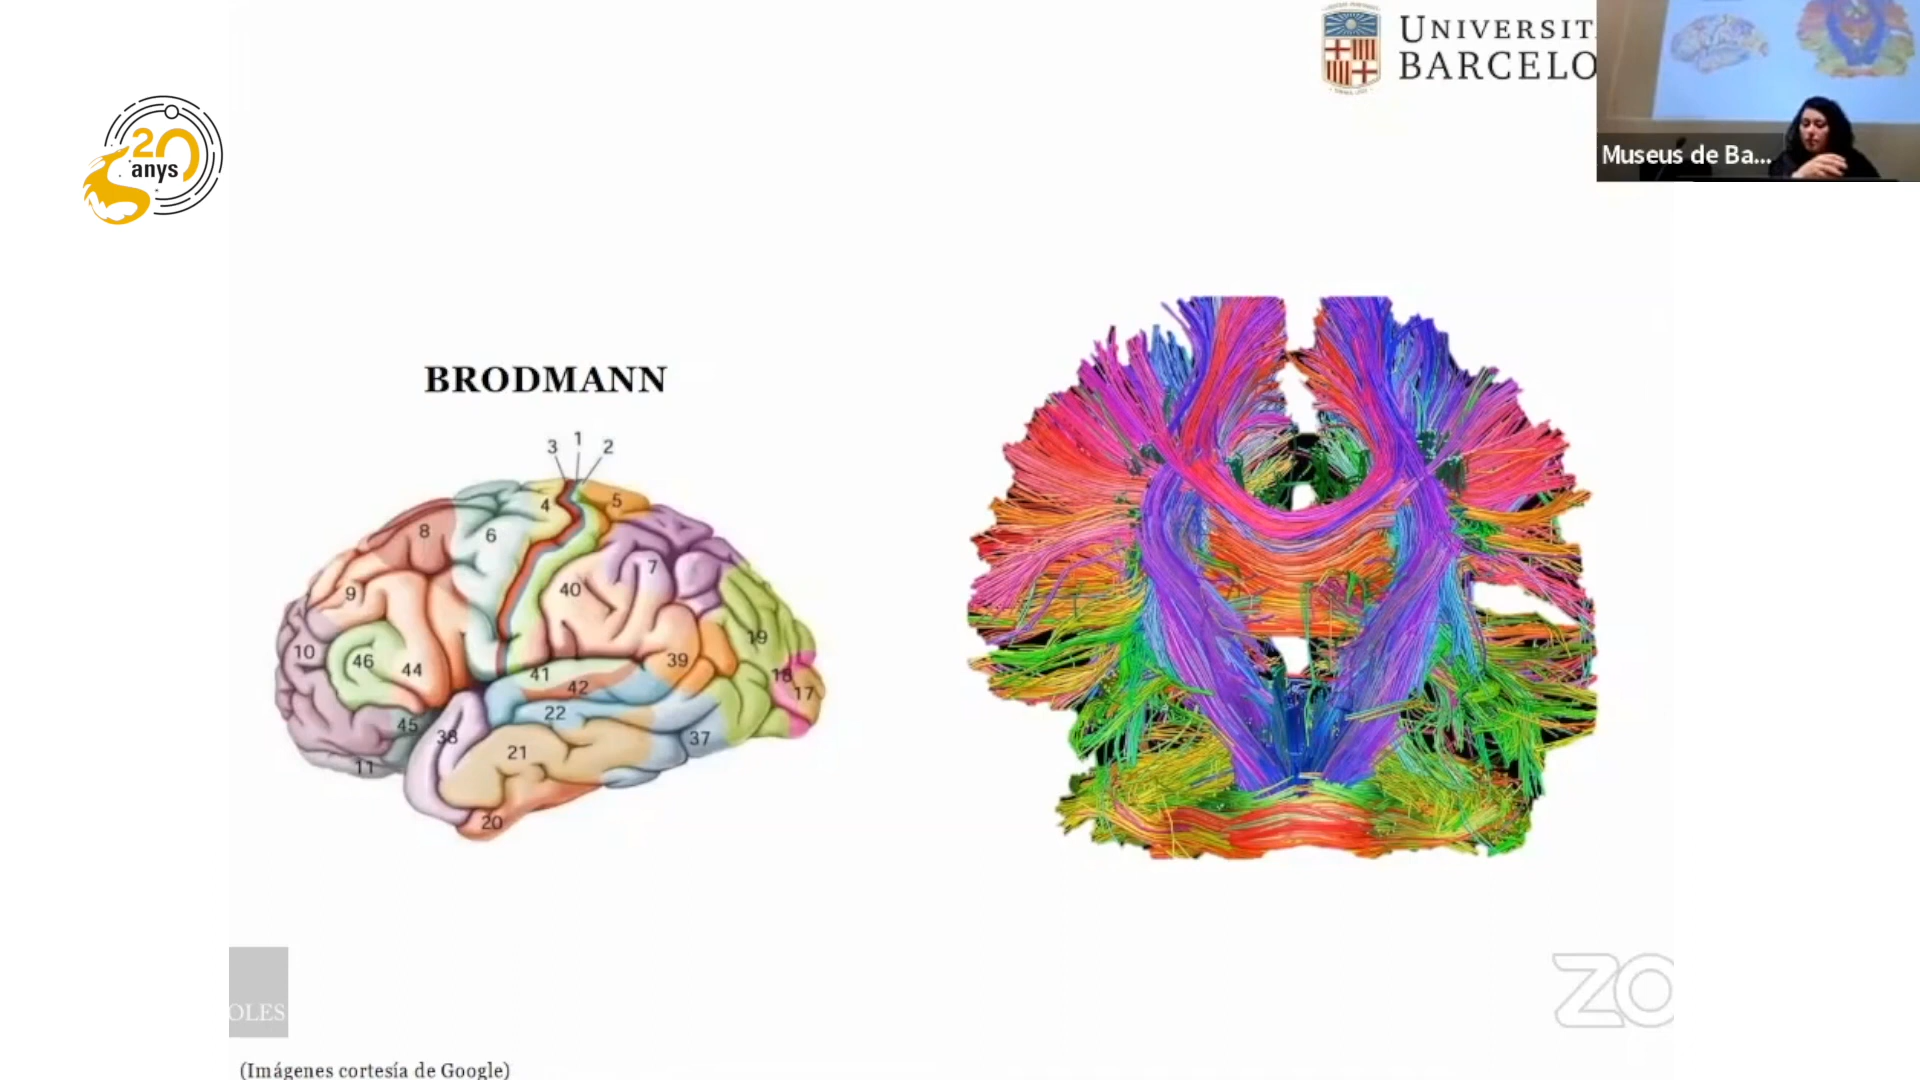 UNIVERSIT
BARCELO
Museus de Ba...
20
anys
BRODMANN
3 1 2
4 5
8 6
7
9 40
19
10 46 44 39
41 18
42 17
22
45 38 37
21
11
20
OLES
ZO
(Imágenes cortesía de Google)